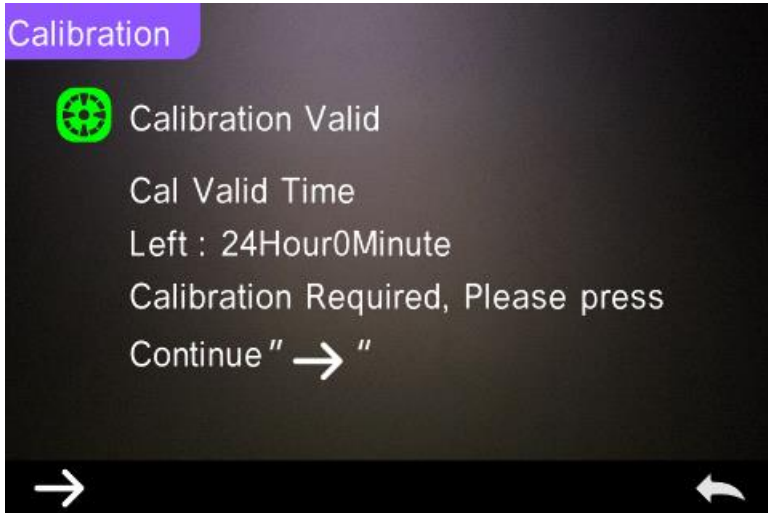 Calibration
Calibration Valid
Cal Valid Time
Left : 24Hour0Minute
Calibration Required, Please press
Continue " → "